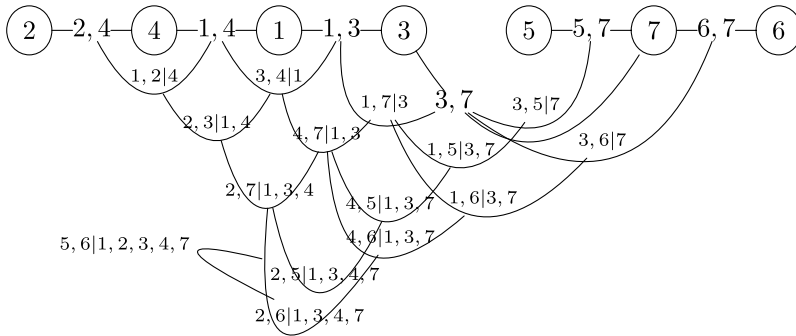 2 2, 4 4 1, 4 1 1, 3 3 5 5, 7 7 6, 7 6
1, 2|4 3, 4|1
1, 7|3 3, 7 3, 5|7
2, 3|1, 4 4, 7|1, 3 3, 6|7
1, 5|3, 7
2, 7|1, 3, 4 4, 5|1, 3, 7 1, 6|3, 7
4, 6|1, 3, 7
5, 6|1, 2, 3, 4, 7
2, 5|1, 3, 4, 7
2, 6|1, 3, 4, 7